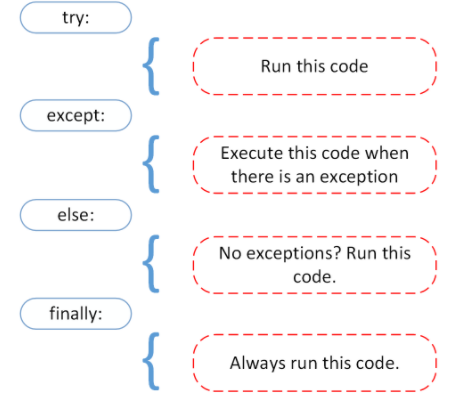 try:
Run this code
except:
Execute this code when
there is an exception
else:
No exceptions? Run this
code.
finally:
Always run this code.